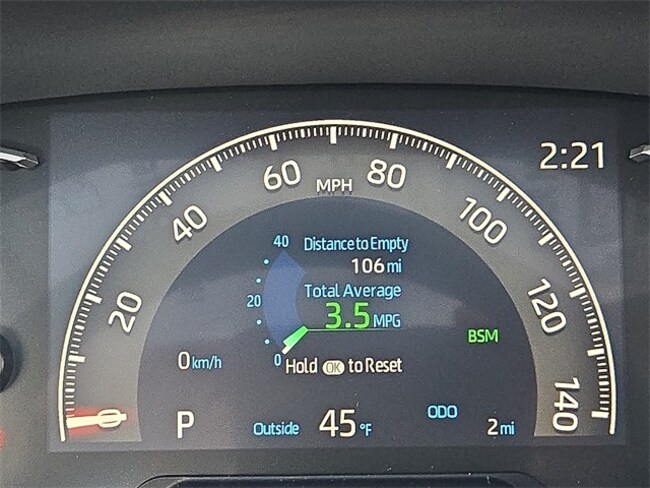 2:21
0 20 40 60 80 100 120 140
MPH
40 Distance to Empty
106 mi
Total Average
20
3.5 MPG
BSM
0 km/h
0 Hold OK to Reset
P Outside 45 °F ODO 2 mi